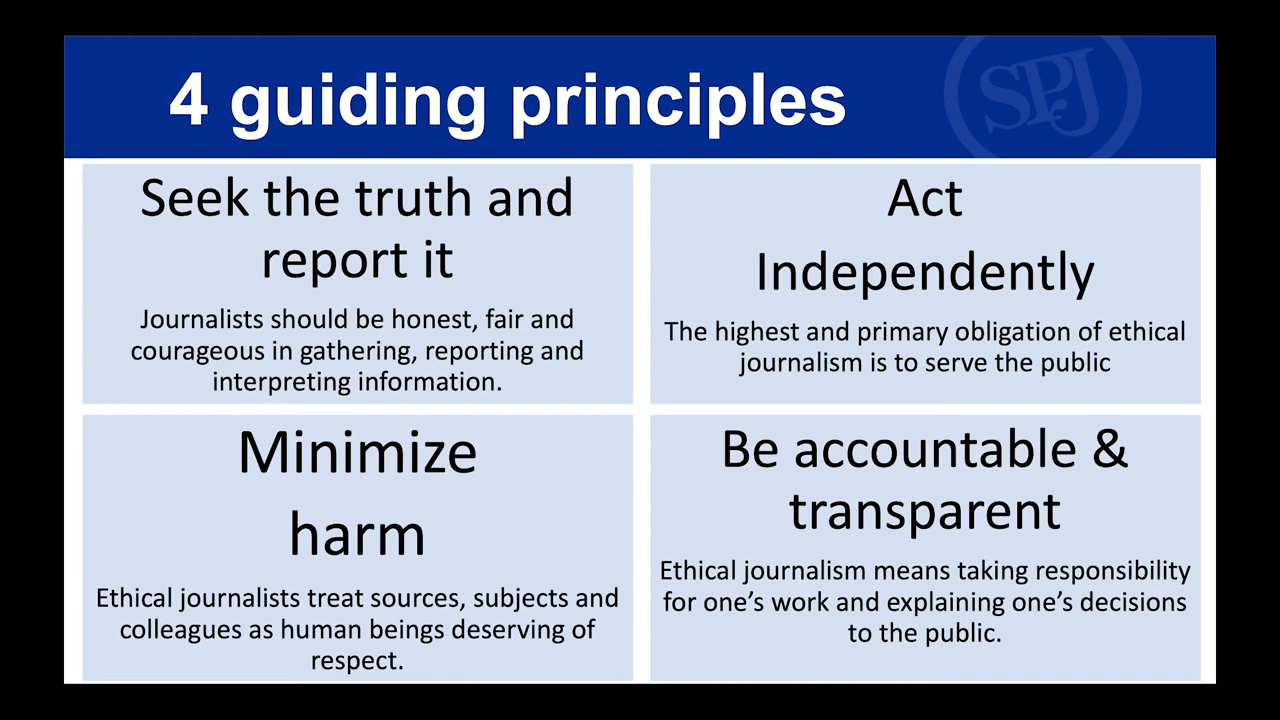 4 guiding principles
SPJ
Seek the truth and
report it
Journalists should be honest, fair and
courageous in gathering, reporting and
interpreting information.
Act
Independently
The highest and primary obligation of ethical
journalism is to serve the public
Minimize
harm
Ethical journalists treat sources, subjects and
colleagues as human beings deserving of
respect.
Be accountable &
transparent
Ethical journalism means taking responsibility
for one’s work and explaining one’s decisions
to the public.